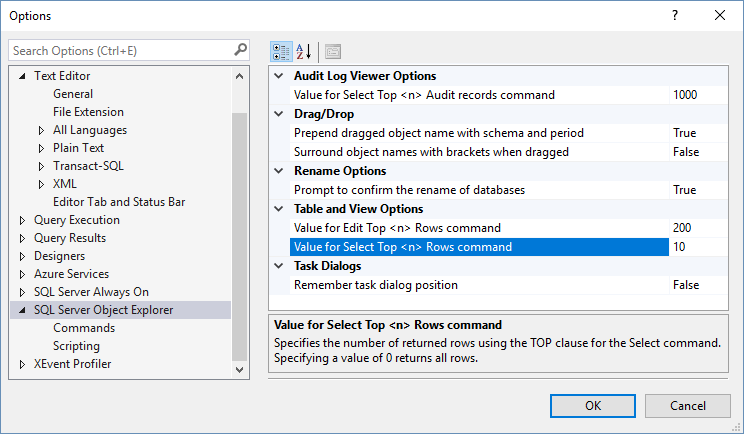 Options
Search Options (Ctrl+E)
Text Editor
General
File Extension
All Languages
Plain Text
Transact-SQL
XML
Editor Tab and Status Bar
Query Execution
Query Results
Designers
Azure Services
SQL Server Always On
SQL Server Object Explorer
Commands
Scripting
XEvent Profiler
Audit Log Viewer Options
Value for Select Top <n> Audit records command 1000
Drag/Drop
Prepend dragged object name with schema and period True
Surround object names with brackets when dragged False
Rename Options
Prompt to confirm the rename of databases True
Table and View Options
Value for Edit Top <n> Rows command 200
Value for Select Top <n> Rows command 10
Task Dialogs
Remember task dialog position False
Value for Select Top <n> Rows command
Specifies the number of returned rows using the TOP clause for the Select command.
Specifying a value of 0 returns all rows.
OK Cancel